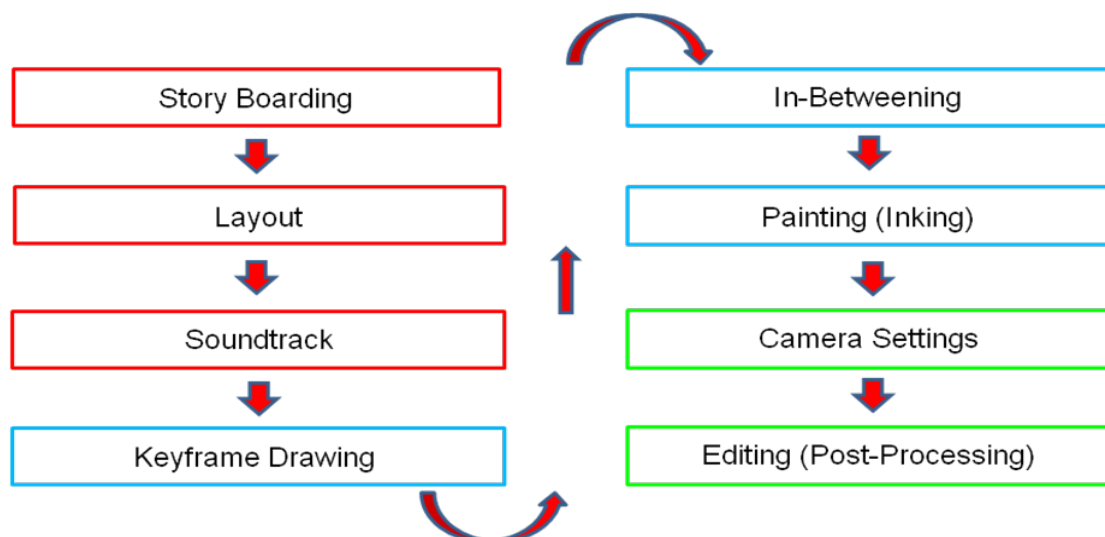 Story Boarding
Layout
Soundtrack
Keyframe Drawing
In-Betweening
Painting (Inking)
Camera Settings
Editing (Post-Processing)